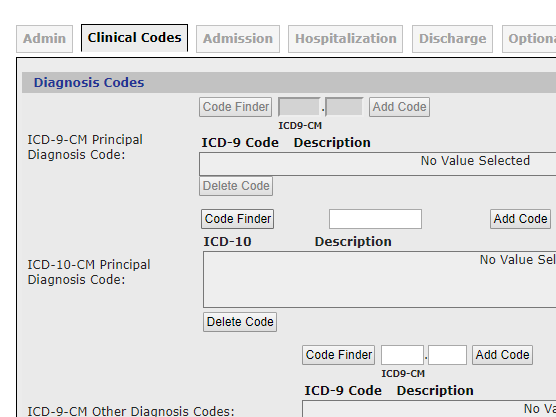 Admin Clinical Codes Admission Hospitalization Discharge Optiona
Diagnosis Codes
Code Finder . Add Code
ICD9-CM
ICD-9-CM Principal
Diagnosis Code:
ICD-9 Code Description
No Value Selected
Delete Code
Code Finder Add Code
ICD-10 Description
ICD-10-CM Principal
Diagnosis Code:
No Value Sel
Delete Code
Code Finder . Add Code
ICD9-CM
ICD-9 Code Description
ICD-9-CM Other Diagnosis Codes:
No Va